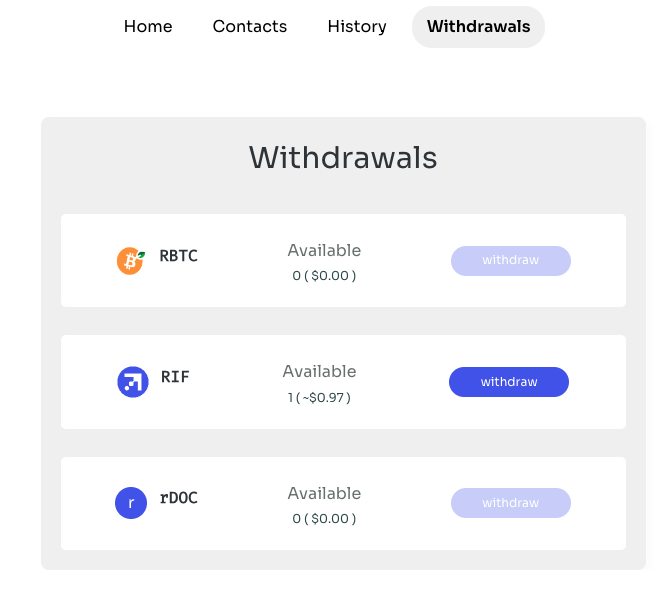 Home Contacts History Withdrawals
Withdrawals
RBTC Available withdraw
0 ( $0.00 )
RIF Available withdraw
1 ( ~$0.97 )
r rDOC Available withdraw
0 ( $0.00 )